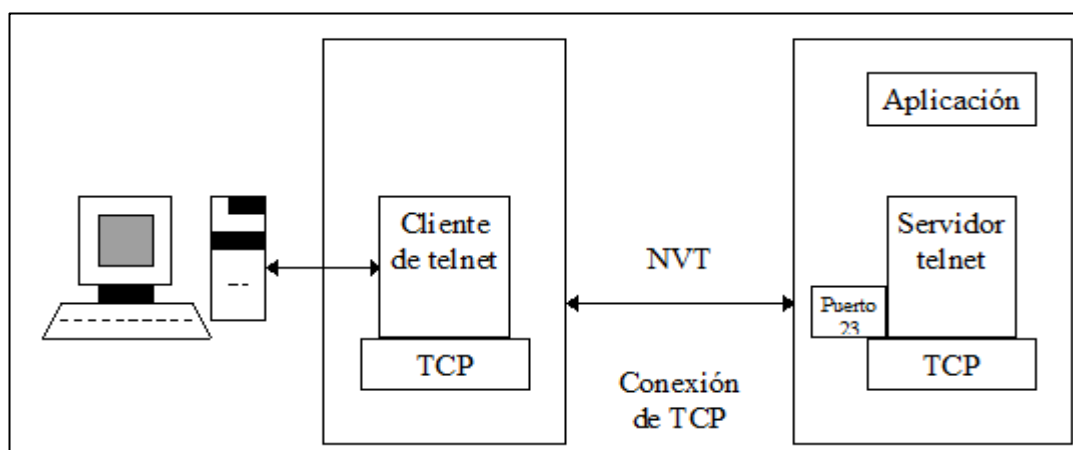 Aplicación
Cliente
de telnet
NVT
Servidor
telnet
Puerto
23
TCP
Conexión
de TCP
TCP